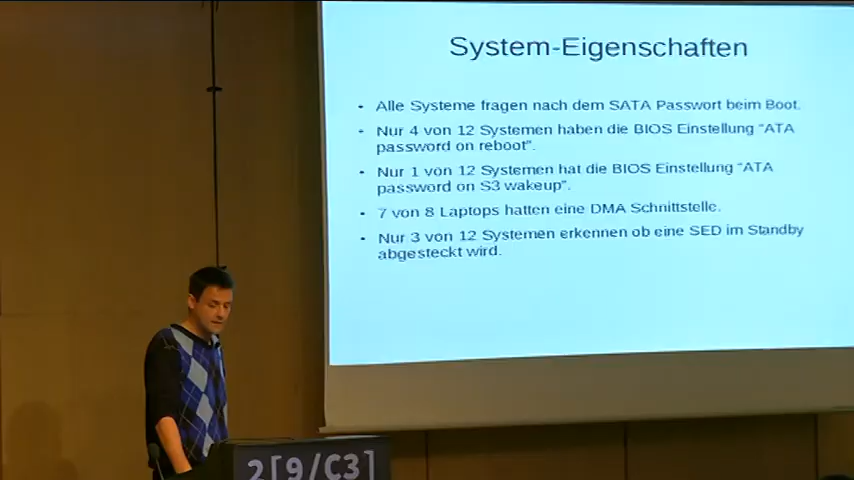 System-Eigenschaften
• Alle Systeme fragen nach dem SATA Passwort beim Boot.
• Nur 4 von 12 Systemen haben die BIOS Einstellung "ATA
password on reboot".
• Nur 1 von 12 Systemen hat die BIOS Einstellung "ATA
password on S3 wakeup".
• 7 von 8 Laptops hatten eine DMA Schnittstelle.
• Nur 3 von 12 Systemen erkennen ob eine SED im Standby
abgesteckt wird.
2[9/C3]